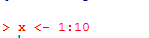 > x <- 1:10